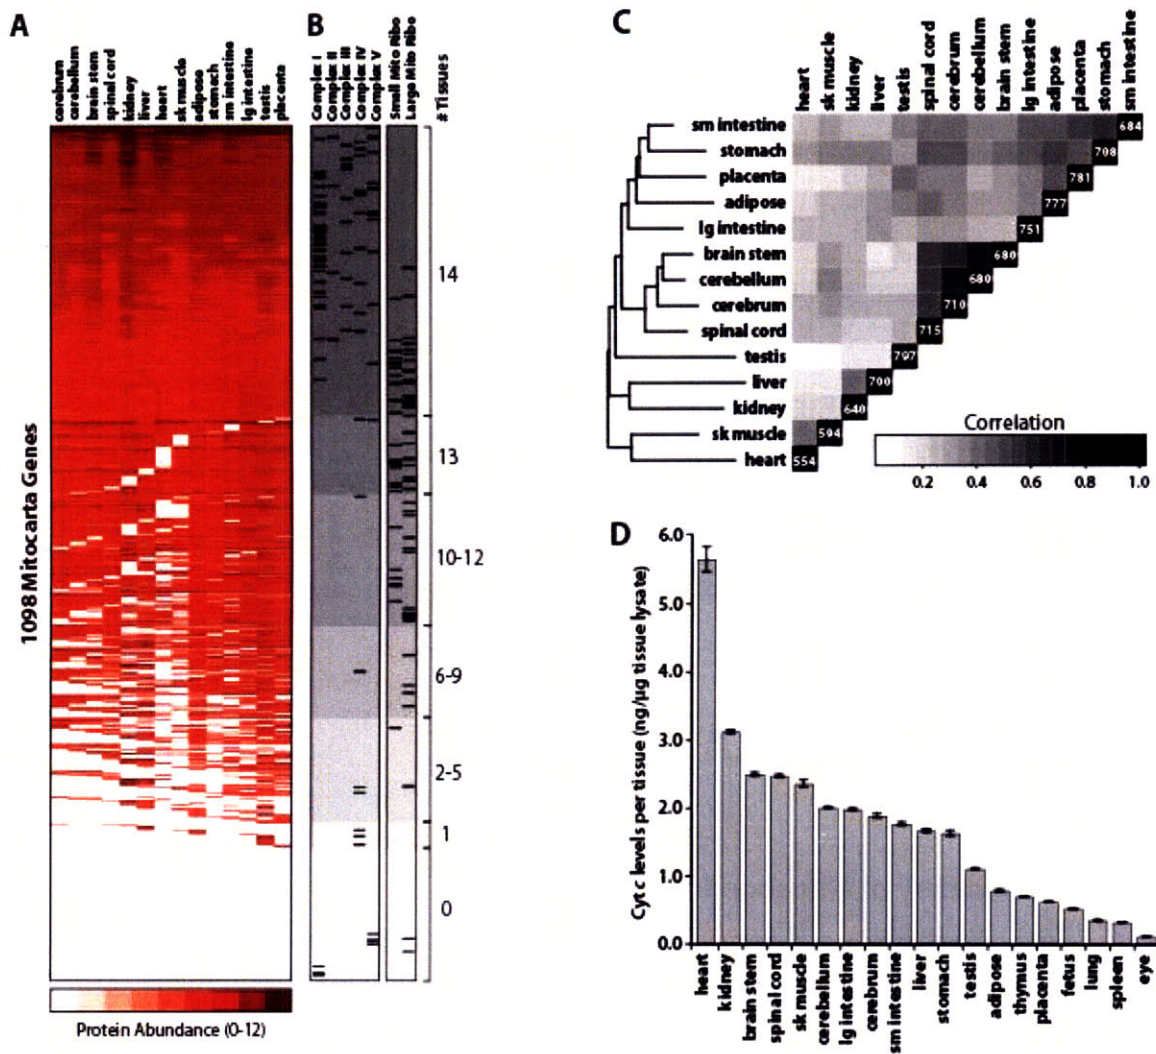 A
cerebrum
cerebellum
brain stem
spinal cord
kidney
liver
heart
sk muscle
adipose
stomach
sm intestine
lg intestine
testis
placenta
1098 Mitocarta Genes
Protein Abundance (0-12)
B
Complex I
Complex II
Complex III
Complex IV
Complex V
Small Mito Ribo
Large Mito Ribo
# Tissues
14
13
10-12
6-9
2-5
1
0
C
heart
sk muscle
kidney
liver
testis
spinal cord
cerebrum
cerebellum
brain stem
lg intestine
adipose
placenta
stomach
sm intestine
sm intestine 684
stomach 708
placenta 781
adipose 777
lg intestine 751
brain stem 680
cerebellum 680
cerebrum 710
spinal cord 715
testis 797
liver 700
kidney 640
sk muscle 594
heart 554
Correlation
0.2 0.4 0.6 0.8 1.0
D
Cyt c levels per tissue (ng/µg tissue lysate)
6.0
5.0
4.0
3.0
2.0
1.0
0.0
heart
kidney
brain stem
spinal cord
sk muscle
cerebellum
lg intestine
cerebrum
sm intestine
liver
stomach
testis
adipose
thymus
placenta
fetus
lung
spleen
eye